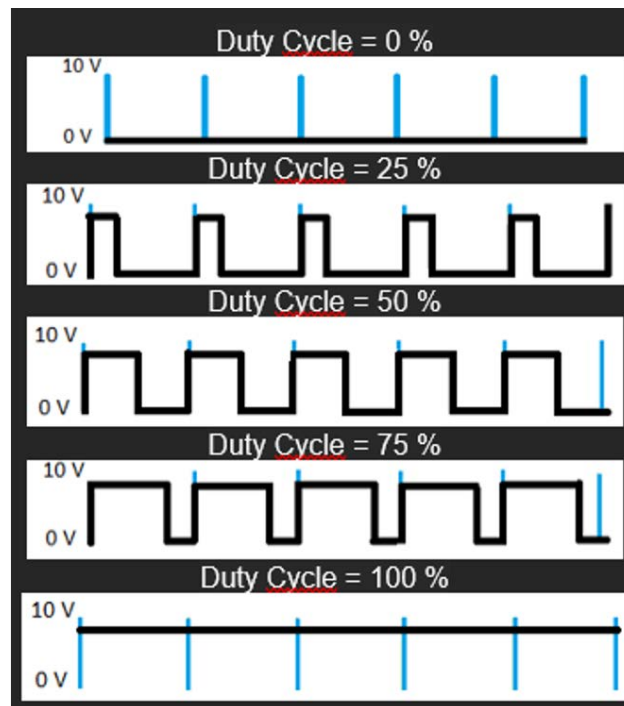 Duty Cycle = 0 %
10 V
0 V
Duty Cycle = 25 %
10 V
0 V
Duty Cycle = 50 %
10 V
0 V
Duty Cycle = 75 %
10 V
0 V
Duty Cycle = 100 %
10 V
0 V